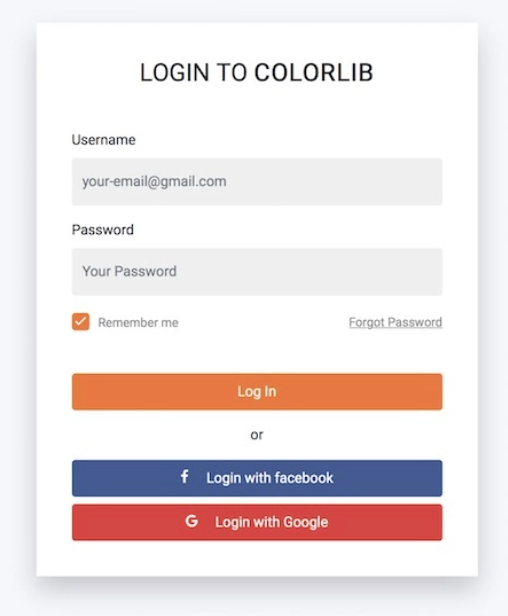 LOGIN TO COLORLIB
Username
your-email@gmail.com
Password
Your Password
Remember me Forgot Password
Log In
or
f Login with facebook
G Login with Google